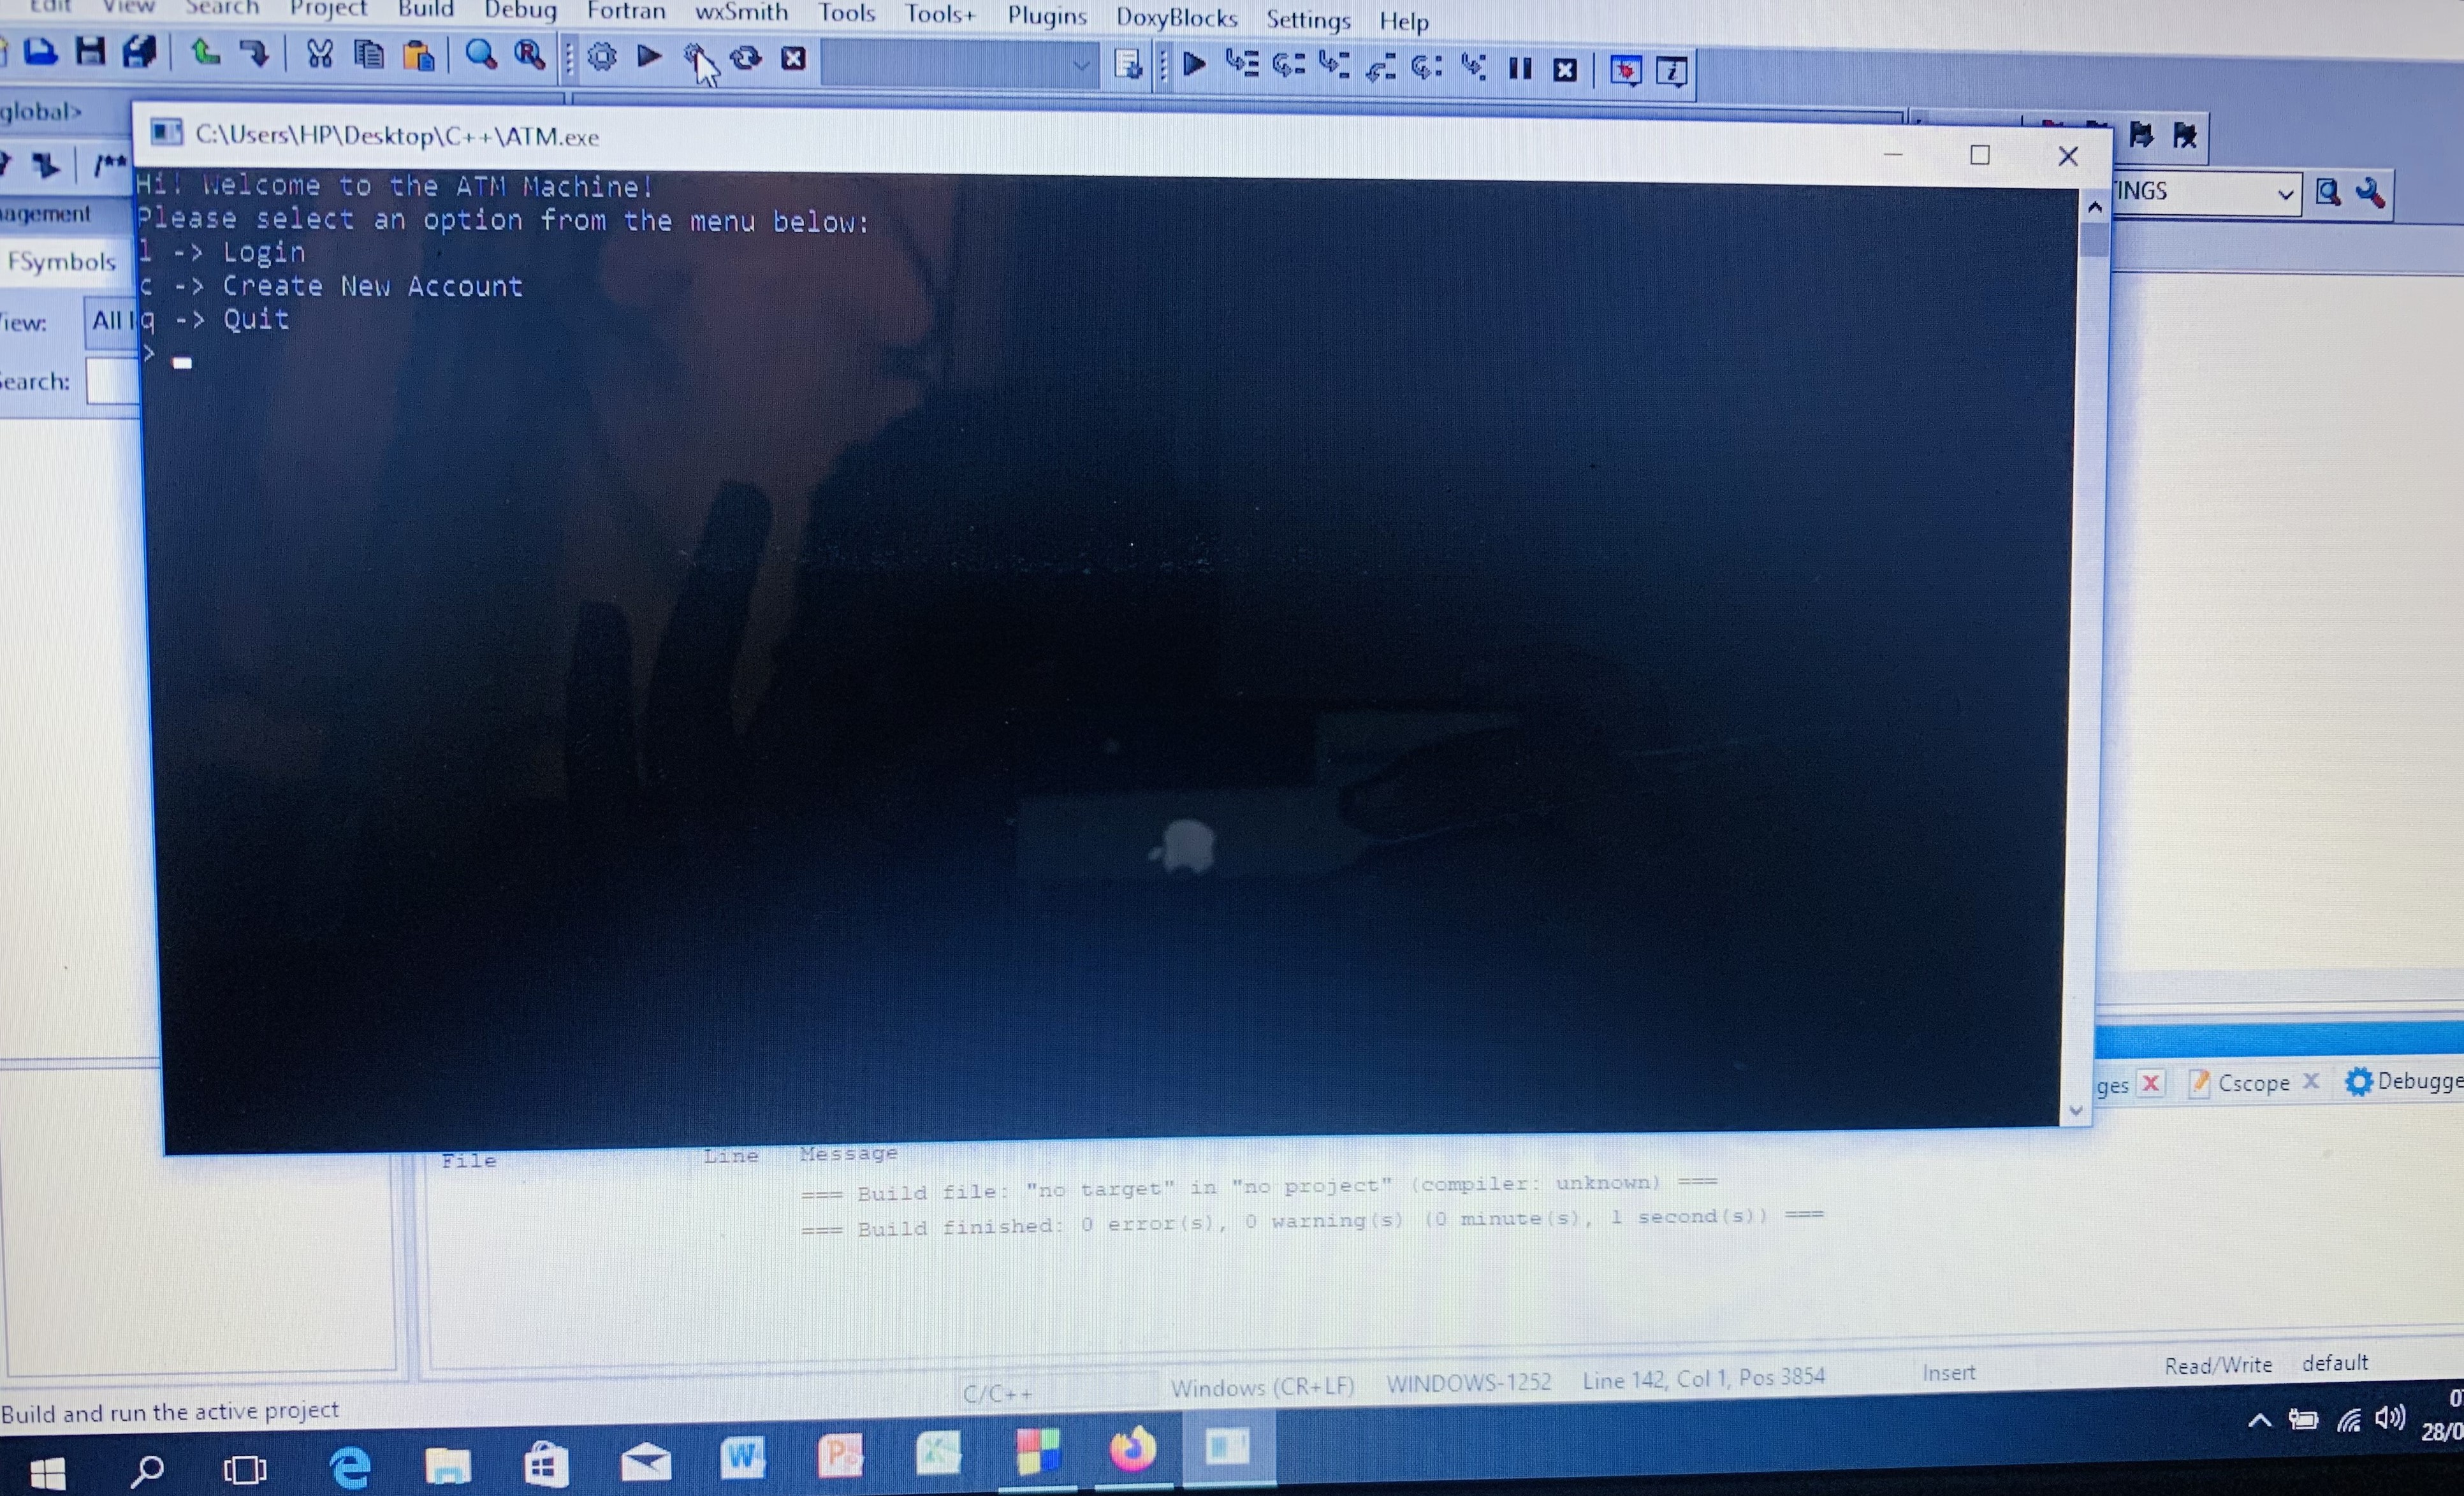 Edit View Search Project Build Debug Fortran wxSmith Tools Tools+ Plugins DoxyBlocks Settings Help
global>
C:\Users\HP\Desktop\C++\ATM.exe
/**
INGS
Hi! Welcome to the ATM Machine!
agement
Please select an option from the menu below:
FSymbols
l -> Login
c -> Create New Account
iew: All
q -> Quit
>
earch:
ges Cscope Debugge
File Line Message
=== Build file: "no target" in "no project" (compiler: unknown) ===
=== Build finished: 0 error(s), 0 warning(s) (0 minute(s), 1 second(s)) ===
Build and run the active project C/C++ Windows (CR+LF) WINDOWS-1252 Line 142, Col 1, Pos 3854 Insert Read/Write default
28/0